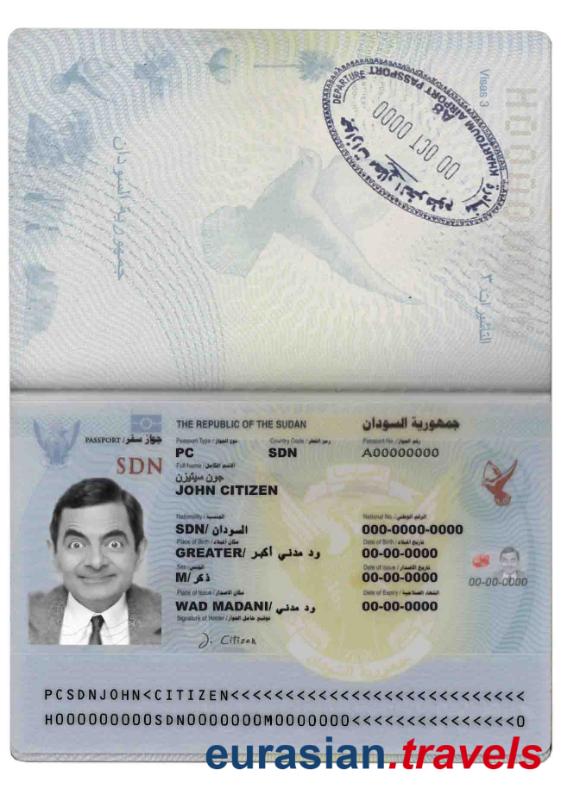 Visas 3
التأشيرات ٣
جمهورية السودان
DEPARTURE
KHARTOUM AIRPORT PASSPORT
A8
00 OCT 0000
THE REPUBLIC OF THE SUDAN جمهورية السودان
PASSPORT / جواز سفر
Passport Type / نوع الجواز Country Code / رمز القطر Passport No. / رقم الجواز
PC SDN A00000000
SDN
Full Name / الاسم الكامل
جون سيتيزن
JOHN CITIZEN
Nationality / الجنسية National No. / الرقم الوطني
SDN/ السودان 000-0000-0000
Place of Birth / مكان الميلاد Date of Birth / تاريخ الميلاد
GREATER/ ود مدني أكبر 00-00-0000
Sex / الجنس Date of Issue / تاريخ الاصدار
M/ ذكر 00-00-0000
00-00-0000
Place of Issue / مكان الاصدار Date of Expiry /
WAD MADANI/ ود مدني 00-00-0000
Signature of Holder / توقيع حامل الجواز
J. Citizen
PCSDNJOHN<CITIZEN<<<<<<<<<<<<<<<<<<<<<<<<<<<
H000000000SDN0000000M0000000<<<<<<<<<<<<<<<0
eurasian.travels